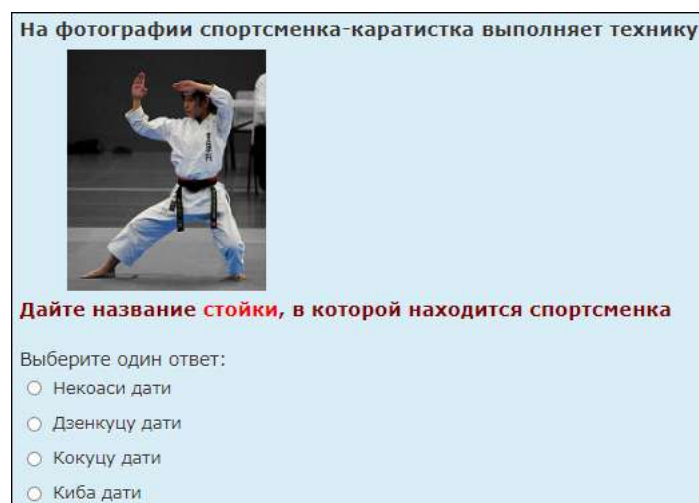 На фотографии спортсменка-каратистка выполняет технику
Дайте название стойки, в которой находится спортсменка
Выберите один ответ:
Некоаси дати
Дзенкуцу дати
Кокуцу дати
Киба дати